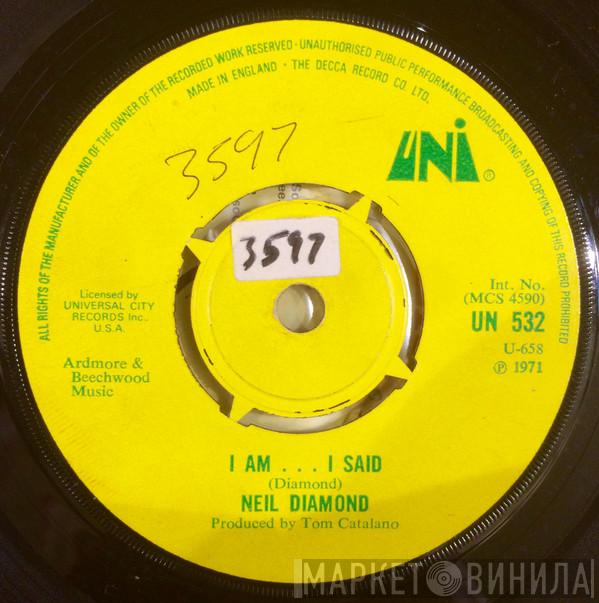 ALL RIGHTS OF THE MANUFACTURER AND OF THE OWNER OF THE RECORDED WORK RESERVED · UNAUTHORISED PUBLIC PERFORMANCE BROADCASTING AND COPYING OF THIS RECORD PROHIBITED
MADE IN ENGLAND · THE DECCA RECORD CO LTD.
3597
UNI ®
3597
Licensed by
UNIVERSAL CITY
RECORDS Inc.,
U.S.A.
Ardmore &
Beechwood
Music
Int. No.
(MCS 4590)
UN 532
U-658
℗ 1971
I AM . . . I SAID
(Diamond)
NEIL DIAMOND
Produced by Tom Catalano
МАРКЕТ ВИНИЛА